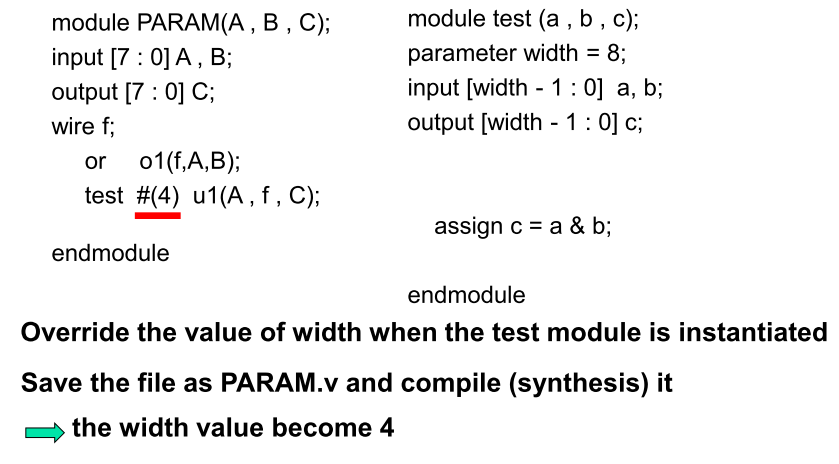 module PARAM(A , B , C);
input [7 : 0] A , B;
output [7 : 0] C;
wire f;
or o1(f,A,B);
test #(4) u1(A , f , C);
endmodule
module test (a , b , c);
parameter width = 8;
input [width - 1 : 0] a, b;
output [width - 1 : 0] c;
assign c = a & b;
endmodule
Override the value of width when the test module is instantiated
Save the file as PARAM.v and compile (synthesis) it
the width value become 4